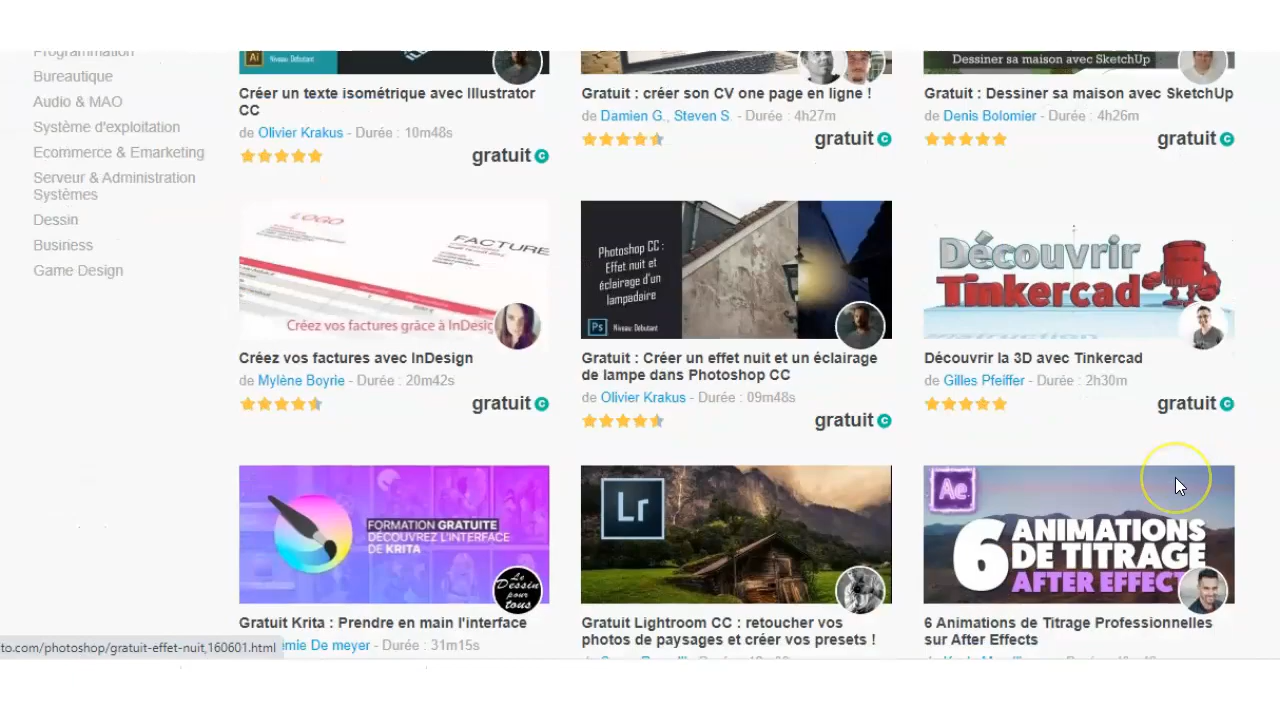 Programmation
Bureautique
Audio & MAO
Système d'exploitation
Ecommerce & Emarketing
Serveur & Administration
Systèmes
Dessin
Business
Game Design
Ai Niveau: Débutant
Dessiner sa maison avec SketchUp
Créer un texte isométrique avec Illustrator
CC
de Olivier Krakus - Durée : 10m48s
gratuit
Gratuit : créer son CV one page en ligne !
de Damien G., Steven S. - Durée : 4h27m
gratuit
Gratuit : Dessiner sa maison avec SketchUp
de Denis Bolomier - Durée : 4h26m
gratuit
LOGO
FACTURE
Créez vos factures grâce à InDesig
Créez vos factures avec InDesign
de Mylène Boyrie - Durée : 20m42s
gratuit
Photoshop CC :
Effet nuit et
éclairage d'un
lampadaire
Ps Niveau: Débutant
Gratuit : Créer un effet nuit et un éclairage
de lampe dans Photoshop CC
de Olivier Krakus - Durée : 09m48s
gratuit
Découvrir
Tinkercad
Découvrir la 3D avec Tinkercad
de Gilles Pfeiffer - Durée : 2h30m
gratuit
FORMATION GRATUITE
DÉCOUVREZ L'INTERFACE
DE KRITA
Le
Dessin
pour
tous
Gratuit Krita : Prendre en main l'interface
émie De meyer - Durée : 31m15s
Lr
Gratuit Lightroom CC : retoucher vos
photos de paysages et créer vos presets !
Ae
6 ANIMATIONS
DE TITRAGE
AFTER EFFECT
6 Animations de Titrage Professionnelles
sur After Effects
to.com/photoshop/gratuit-effet-nuit,160601.html